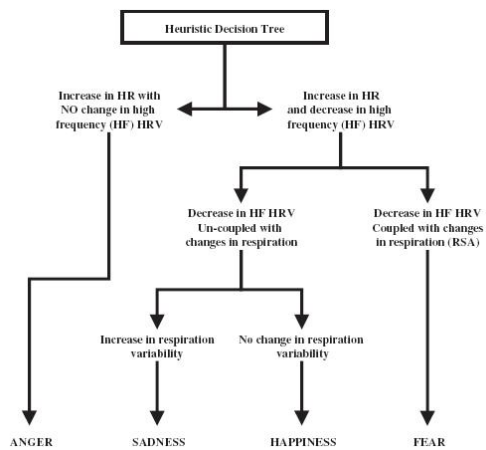 Heuristic Decision Tree
Increase in HR with
NO change in high
frequency (HF) HRV
Increase in HR
and decrease in high
frequency (HF) HRV
Decrease in HF HRV
Un-coupled with
changes in respiration
Decrease in HF HRV
Coupled with changes
in respiration (RSA)
Increase in respiration
variability
No change in respiration
variability
ANGER
SADNESS
HAPPINESS
FEAR